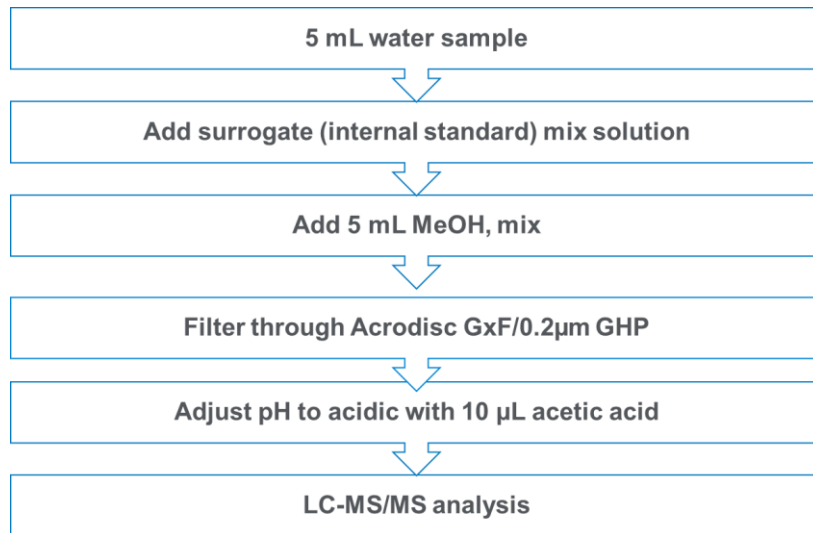 5 mL water sample
Add surrogate (internal standard) mix solution
Add 5 mL MeOH, mix
Filter through Acrodisc GxF/0.2µm GHP
Adjust pH to acidic with 10 µL acetic acid
LC-MS/MS analysis